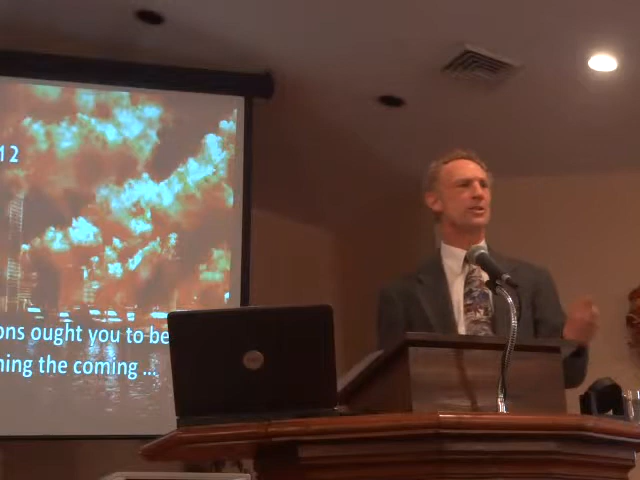 12
ons ought you to be
ning the coming ...